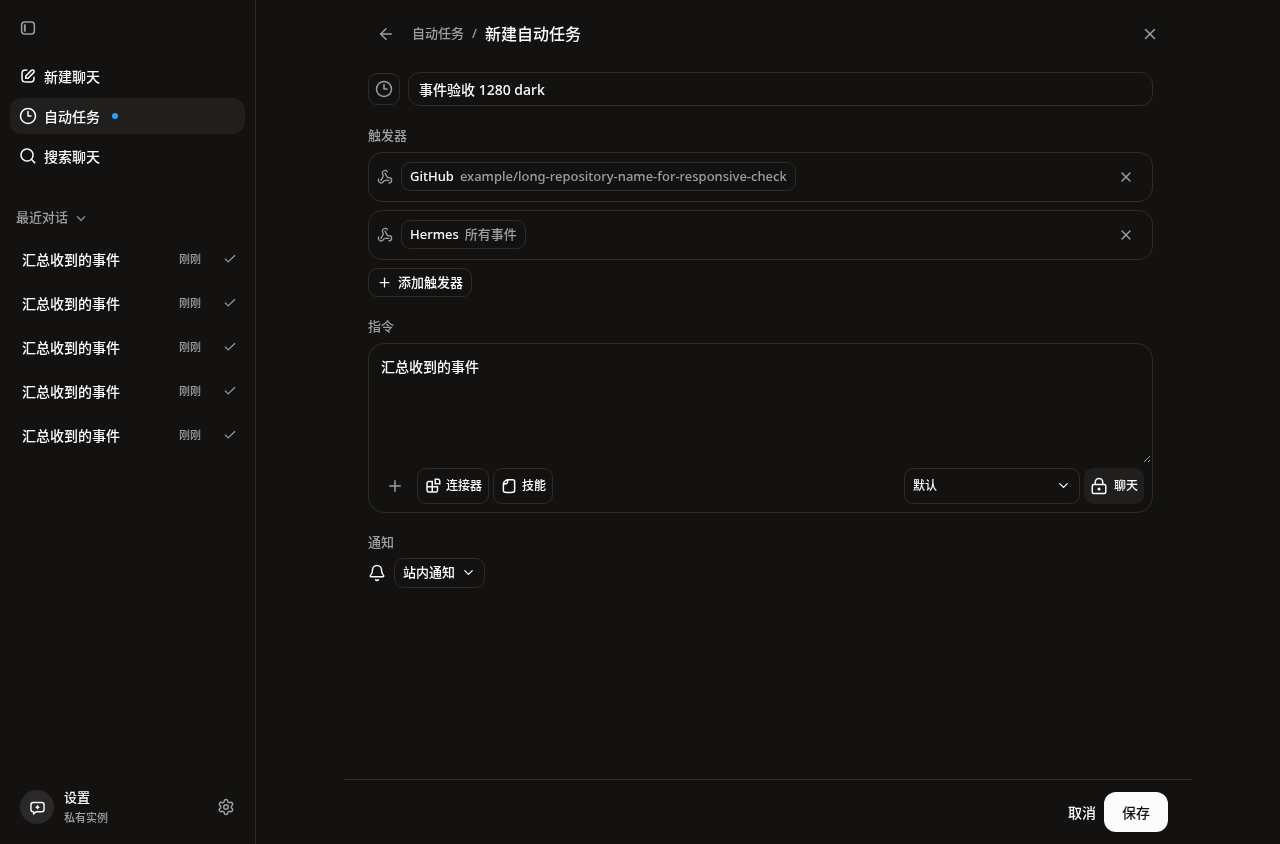 新建聊天
自动任务
搜索聊天
最近对话
汇总收到的事件 刚刚
汇总收到的事件 刚刚
汇总收到的事件 刚刚
汇总收到的事件 刚刚
汇总收到的事件 刚刚
设置
私有实例
自动任务 / 新建自动任务
事件验收 1280 dark
触发器
GitHub example/long-repository-name-for-responsive-check
Hermes 所有事件
添加触发器
指令
汇总收到的事件
连接器 技能 默认 聊天
通知
站内通知
取消 保存